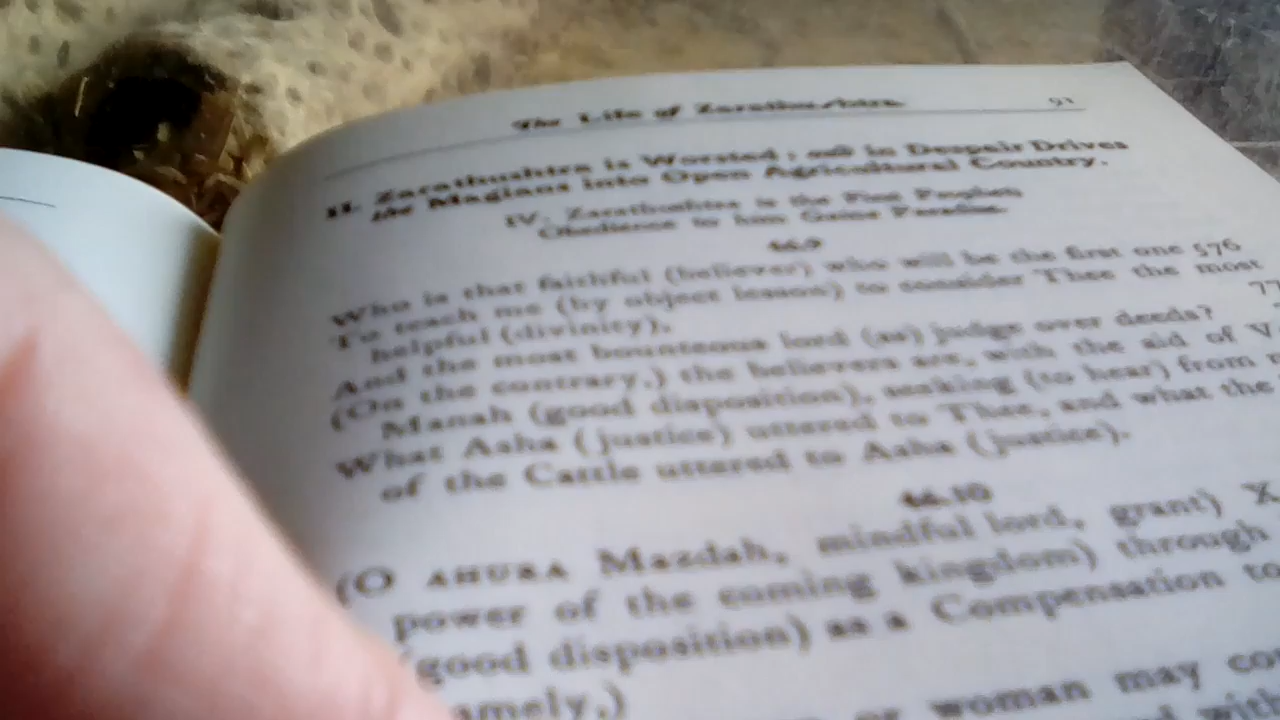 The Life of Zarathushtra 91
II. Zarathushtra is Worsted; and in Despair Drives
the Magians into Open Agricultural Country.
IV. Zarathushtra is the First Prophet;
Obedience to him Gains Paradise.
46.9
Who is that faithful (believer) who will be the first one 576
To teach me (by object lesson) to consider Thee the most
helpful (divinity), 77
And the most bounteous lord (as) judge over deeds?
(On the contrary,) the believers are, with the aid of V
Manah (good disposition), seeking (to hear) from
What Asha (justice) uttered to Thee, and what the
of the Cattle uttered to Asha (justice).
46.10
(O AHURA Mazdah, mindful lord, grant) X
power of the coming kingdom) through
(good disposition) as a Compensation to
amely,)
or woman may